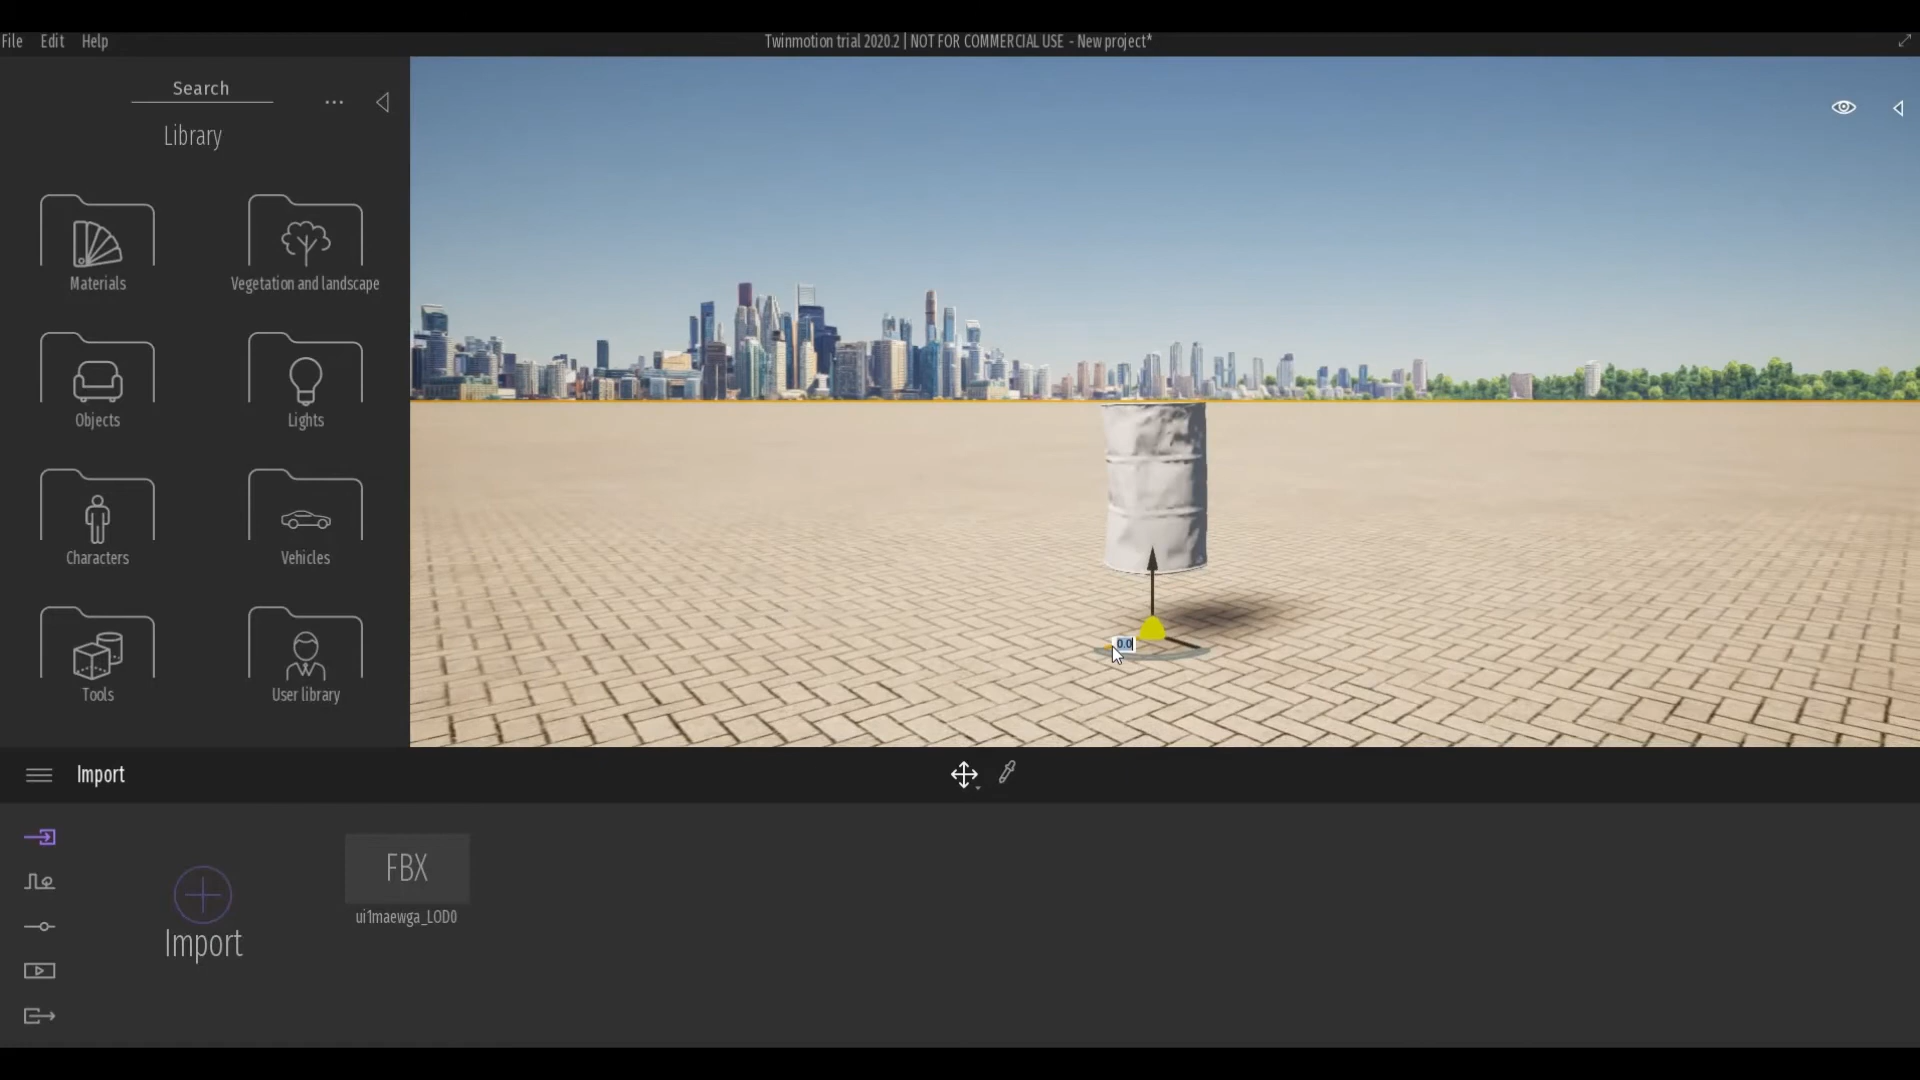 File Edit Help
Twinmotion trial 2020.2 | NOT FOR COMMERCIAL USE - New project*
Search
Library
Materials
Vegetation and landscape
Objects
Lights
Characters
Vehicles
Tools
User library
0.0
Import
FBX
ui1maewga_LOD0
Import